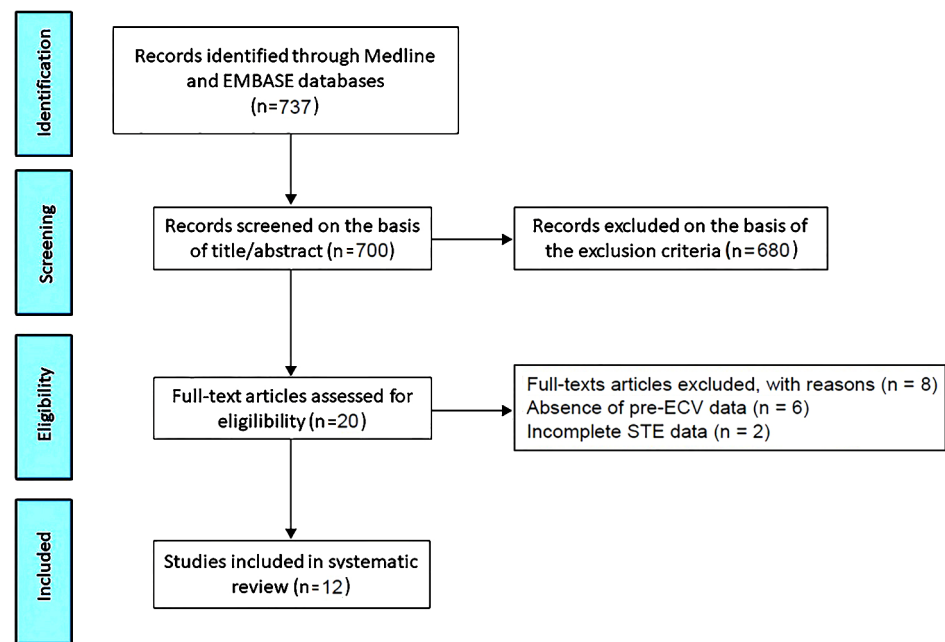 Identification
Records identified through Medline
and EMBASE databases
(n=737)
Screening
Records screened on the basis
of title/abstract (n=700)
Records excluded on the basis of
the exclusion criteria (n=680)
Eligibility
Full-text articles assessed for
eligilibility (n=20)
Full-texts articles excluded, with reasons (n = 8)
Absence of pre-ECV data (n = 6)
Incomplete STE data (n = 2)
Included
Studies included in systematic
review (n=12)